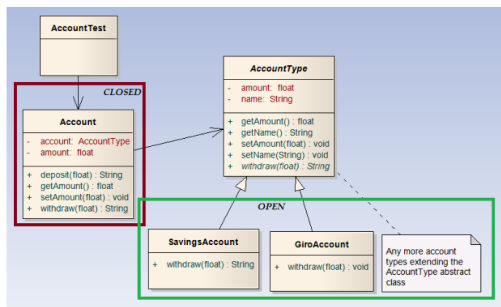 AccountTest
CLOSED
Account
- account: AccountType
- amount: float
+ deposit(float) : String
+ getAmount() : float
+ setAmount(float) : void
+ withdraw(float) : String
AccountType
- amount: float
- name: String
+ getAmount() : float
+ getName() : String
+ setAmount(float) : void
+ setName(String) : void
+ withdraw(float) : String
OPEN
SavingsAccount
+ withdraw(float) : String
GiroAccount
+ withdraw(float) : void
Any more account
types extending the
AccountType abstract
class